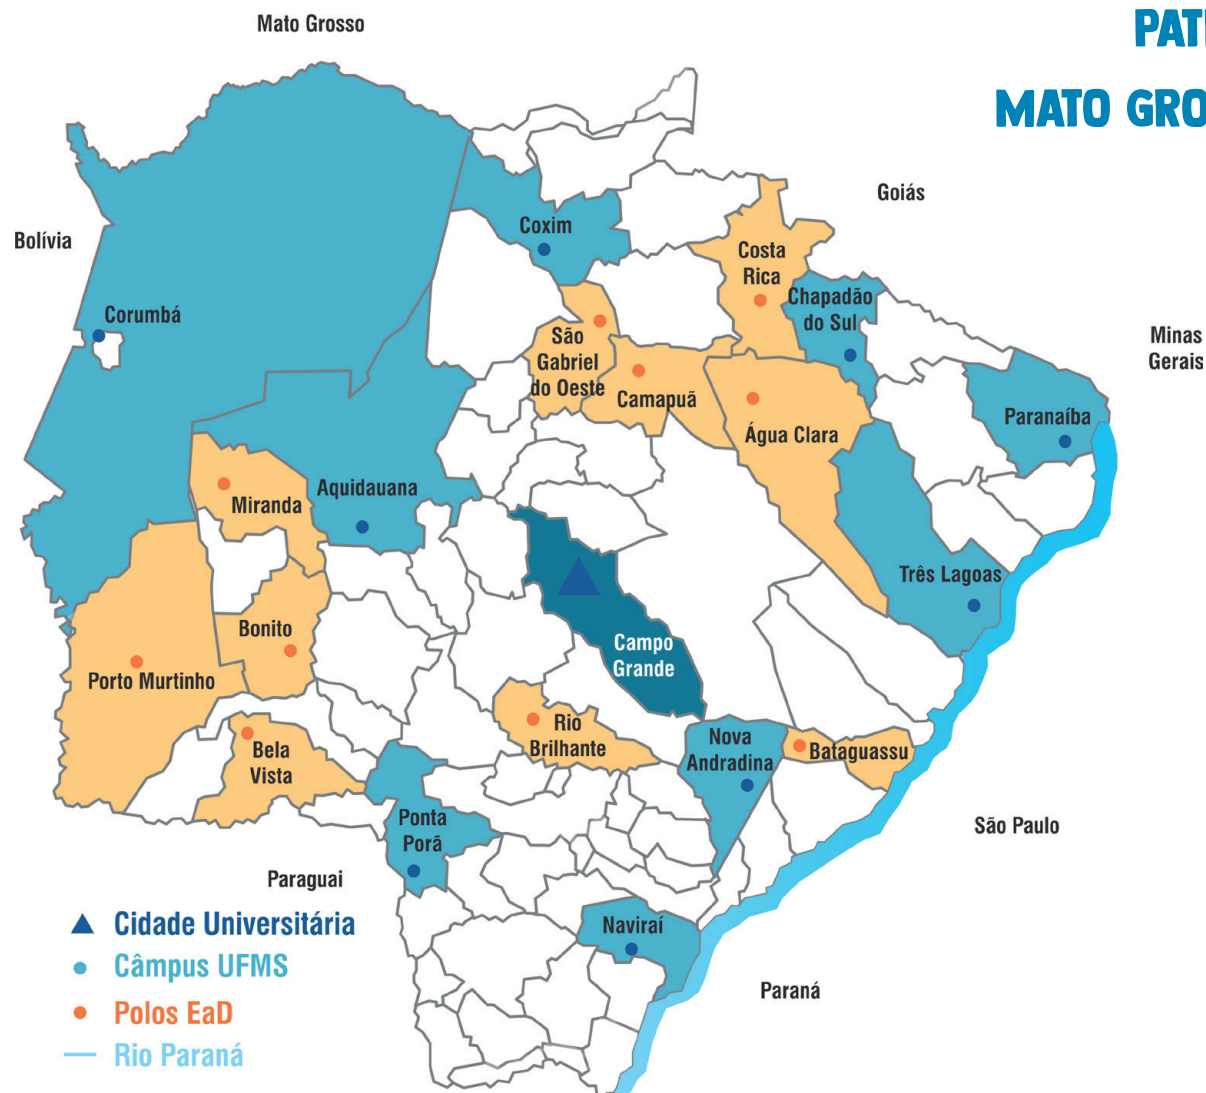 Mato Grosso
PAT
MATO GRO
Goiás
Bolívia
Coxim
Costa
Rica
Chapadão
do Sul
Corumbá
São
Gabriel
do Oeste
Minas
Gerais
Camapuã
Paranaíba
Água Clara
Aquidauana
Miranda
Três Lagoas
Bonito
Campo
Grande
Porto Murtinho
Rio
Brilhante
Nova
Andradina
Bela
Vista
Bataguassu
Ponta
Porã
São Paulo
Paraguai
Cidade Universitária
Naviraí
Câmpus UFMS
Paraná
Polos EaD
Rio Paraná